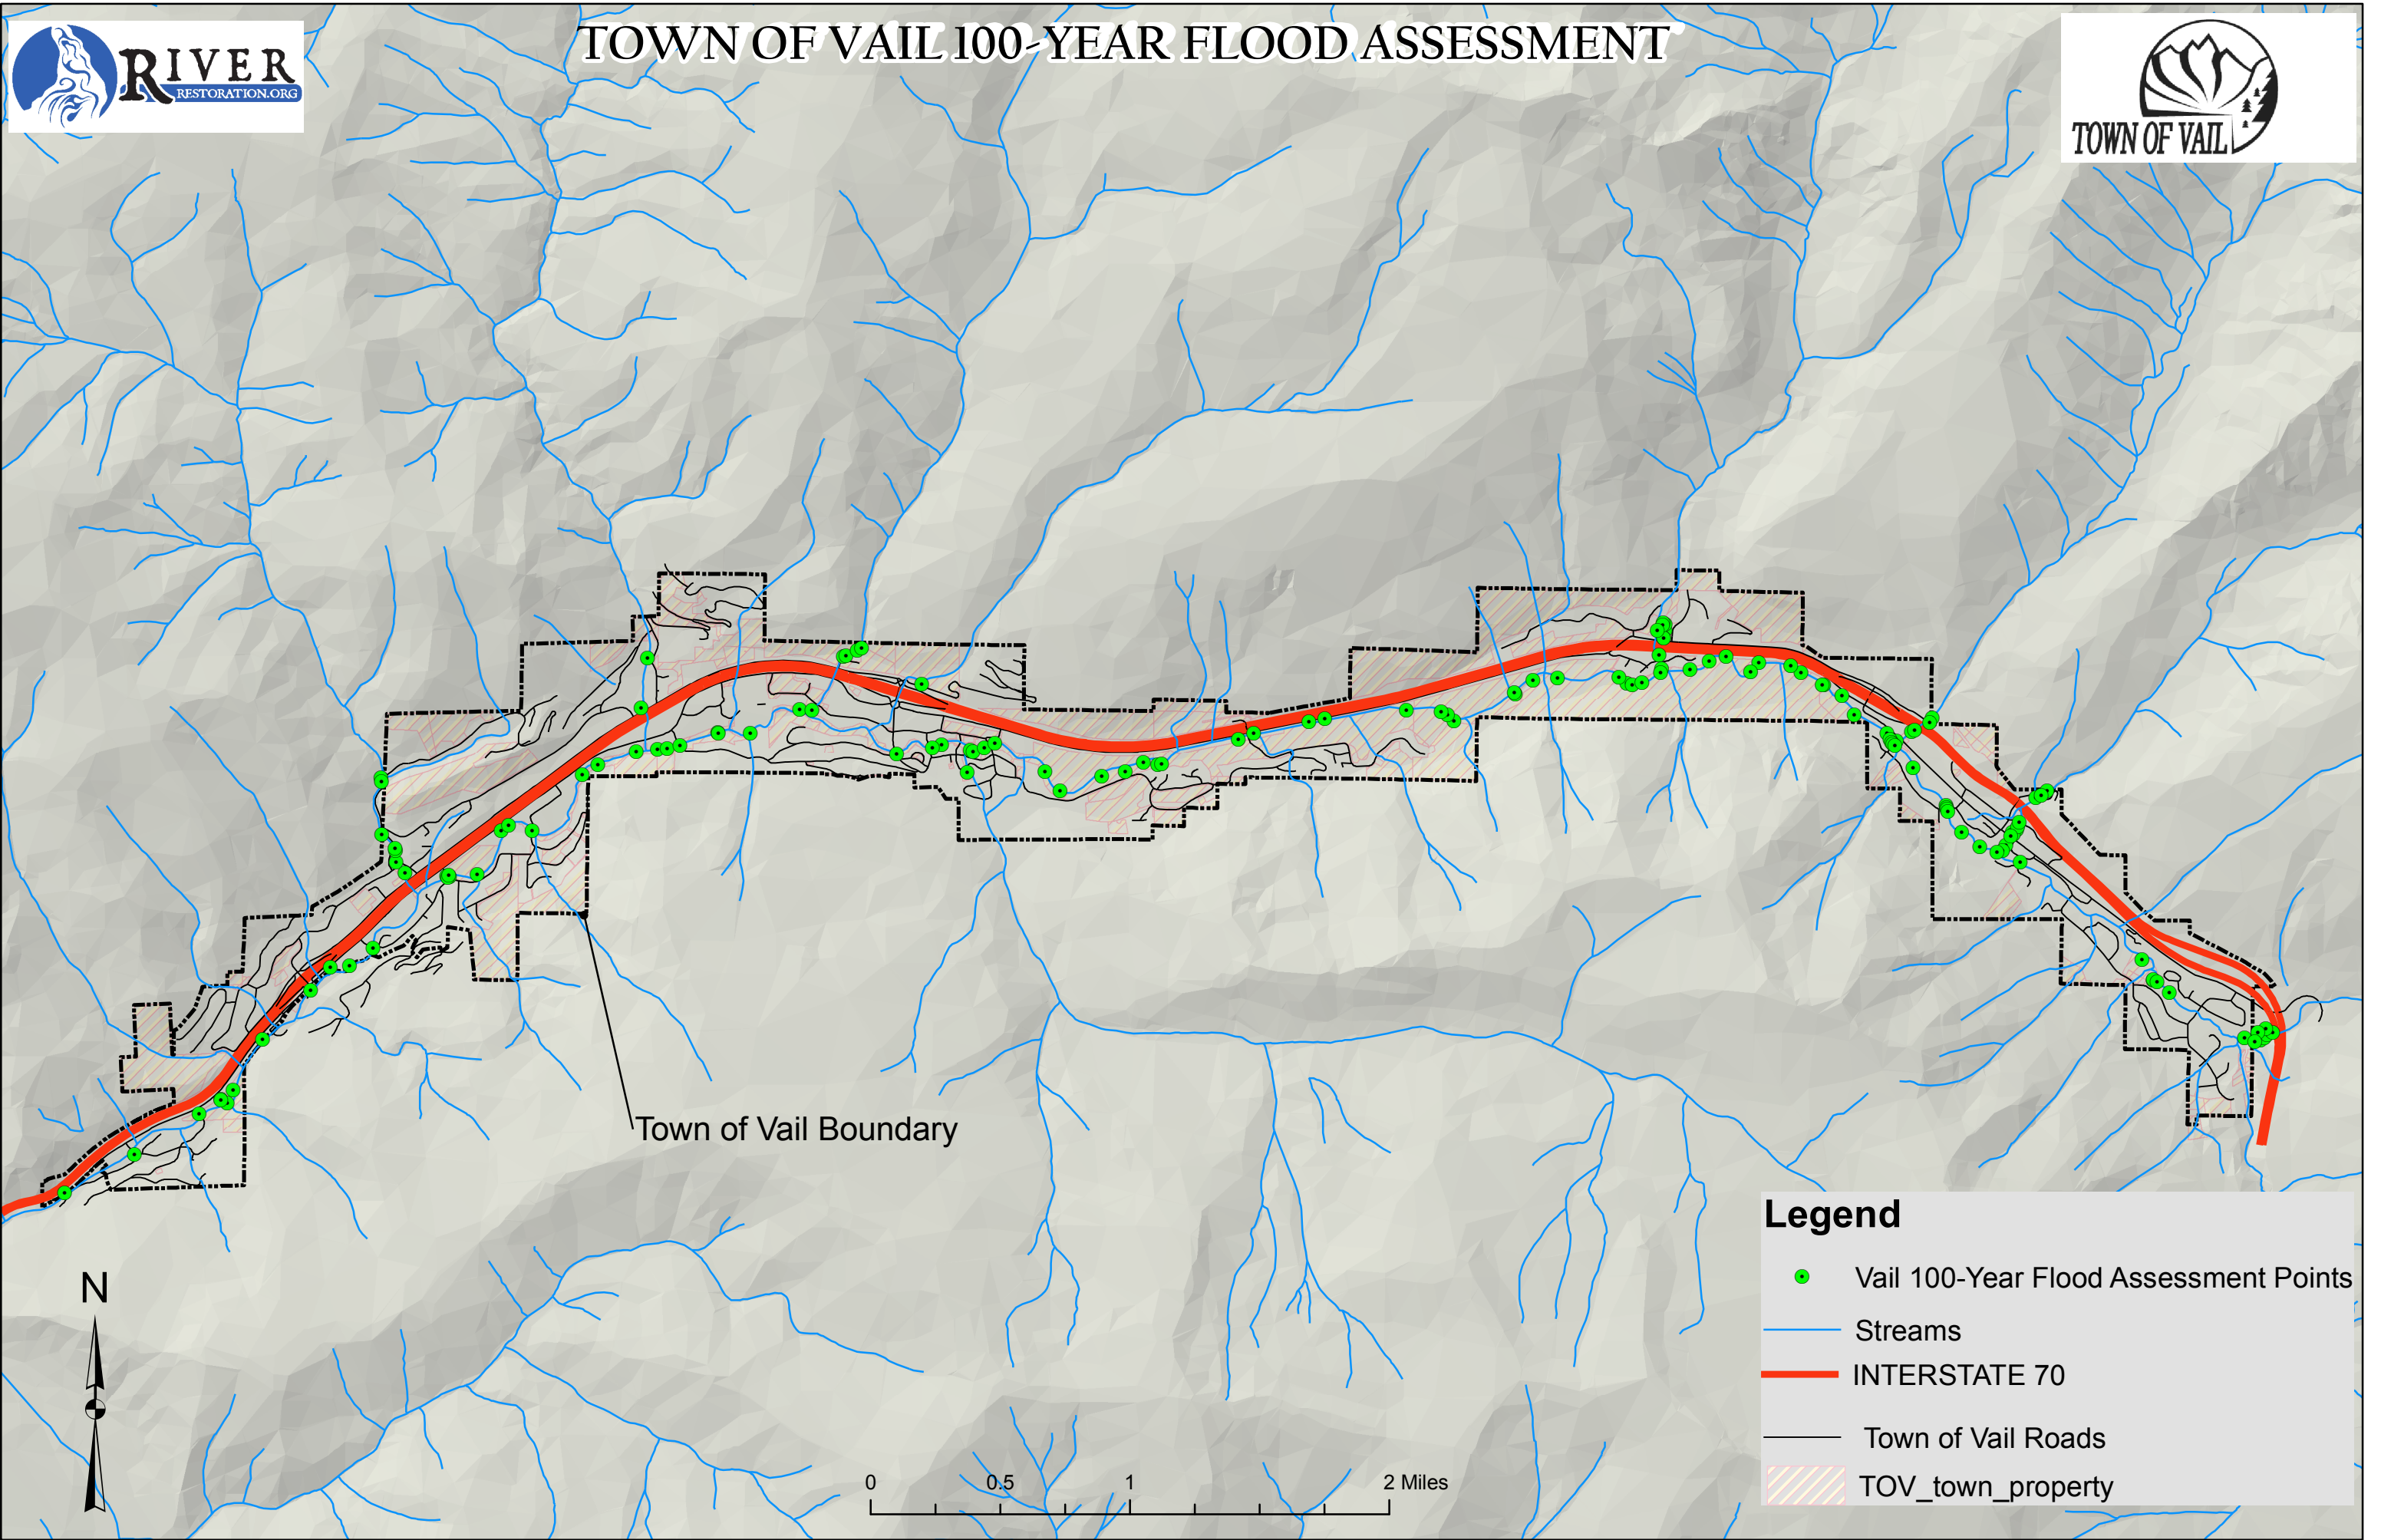 TOWN OF VAIL 100-YEAR FLOOD ASSESSMENT
RIVER
RESTORATION.ORG
TOWN OF VAIL
Town of Vail Boundary
N
0 0.5 1 2 Miles
Legend
Vail 100-Year Flood Assessment Points
Streams
INTERSTATE 70
Town of Vail Roads
TOV_town_property